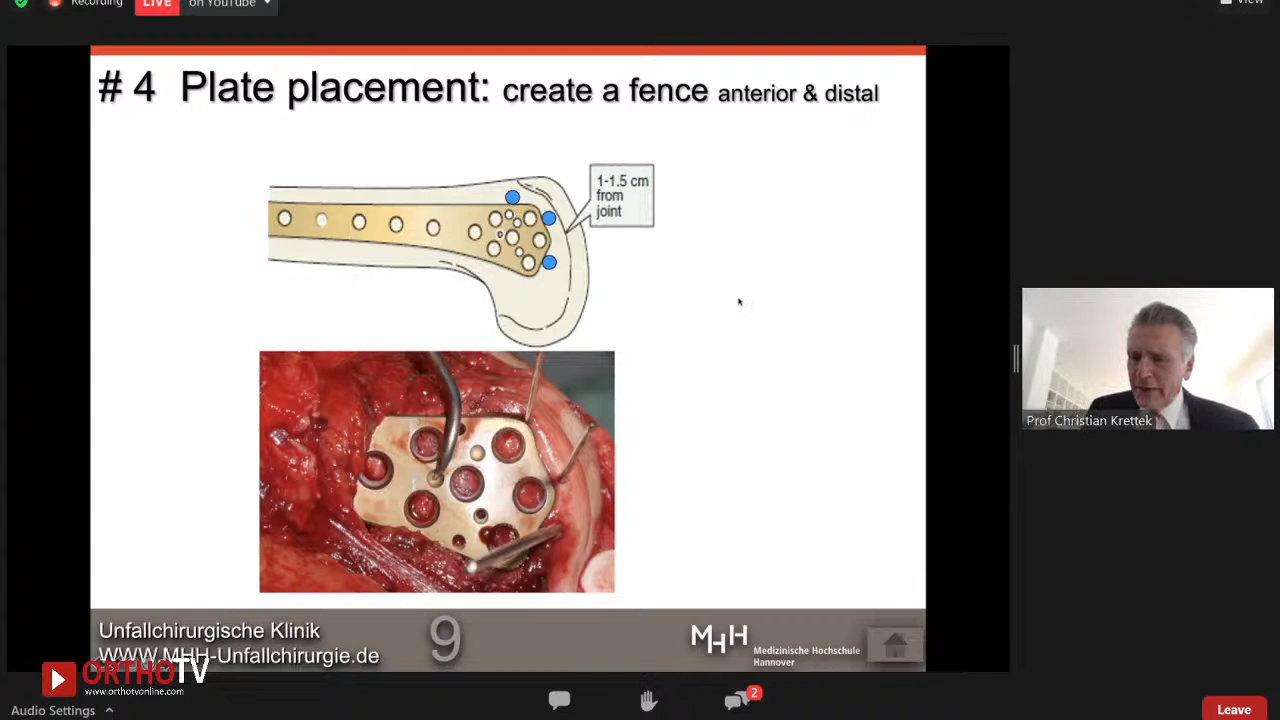 Recording
LIVE
on YouTube
View
# 4 Plate placement: create a fence anterior & distal
1-1.5 cm
from
joint
Prof Christian Krettek
Unfallchirurgische Klinik
WWW.MHH-Unfallchirurgie.de
9
MHH
Medizinische Hochschule
Hannover
ORTHOTV
www.orthotvonline.com
2
Audio Settings
Leave